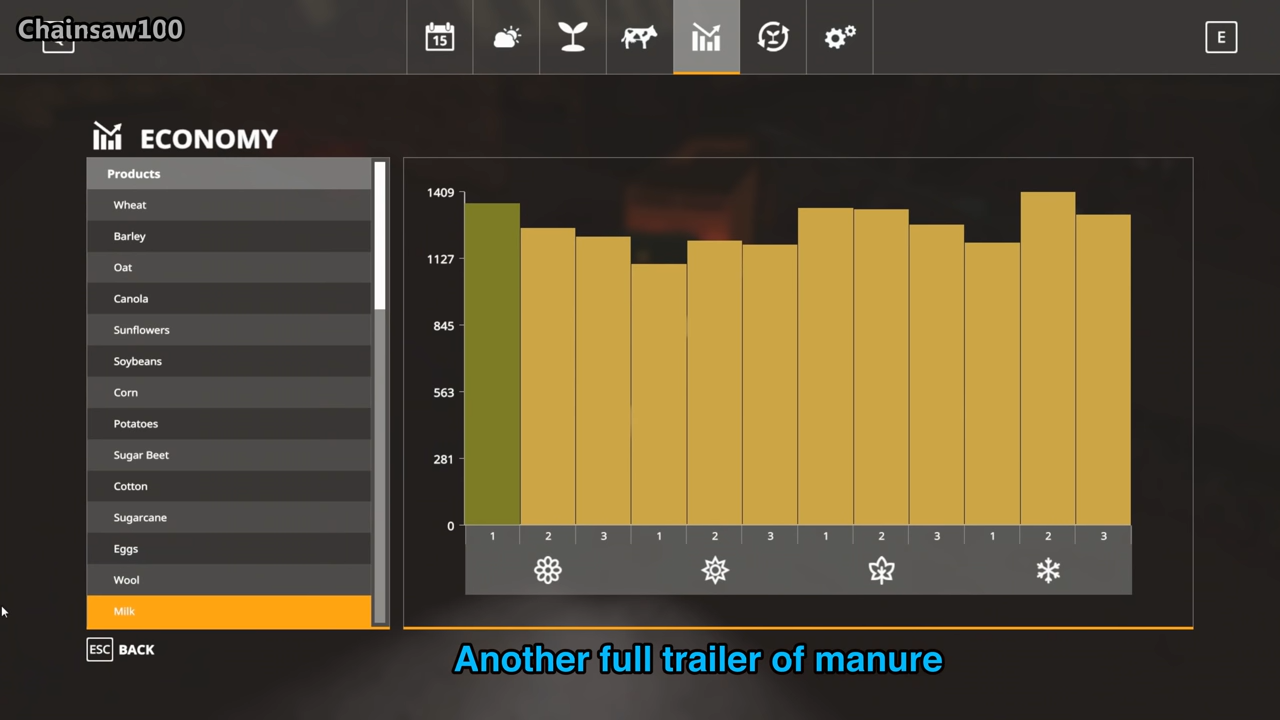 Chainsaw100
15
E
ECONOMY
Products
Wheat
Barley
Oat
Canola
Sunflowers
Soybeans
Corn
Potatoes
Sugar Beet
Cotton
Sugarcane
Eggs
Wool
Milk
1409
1127
845
563
281
0
1 2 3 1 2 3 1 2 3 1 2 3
ESC BACK
Another full trailer of manure